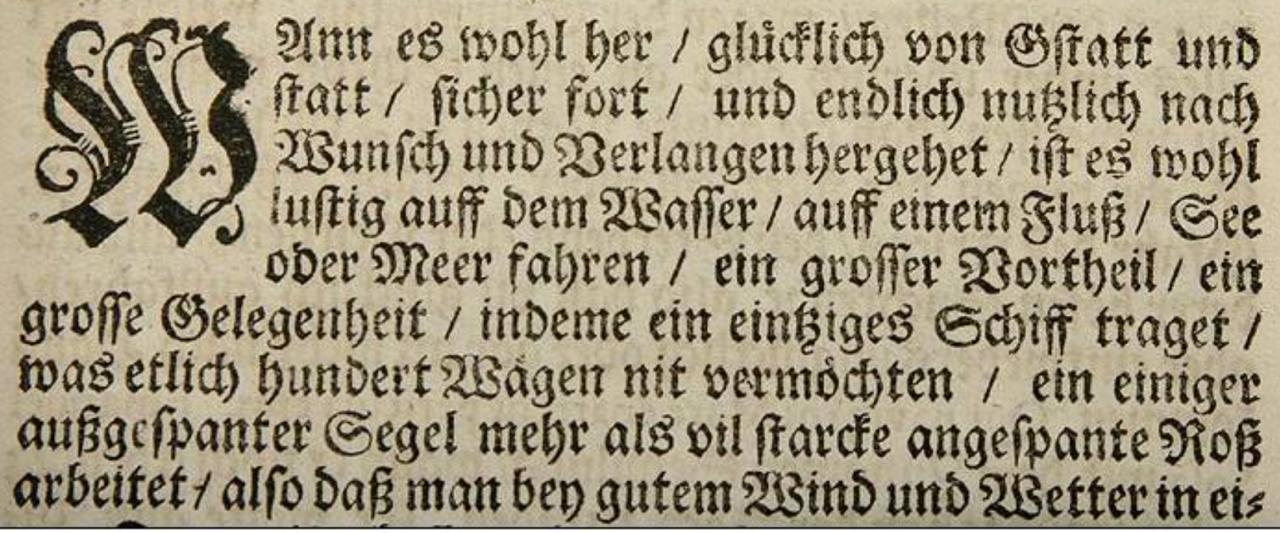 WAnn es wohl her / glücklich von Gstatt und
statt / sicher fort / und endlich nutzlich nach
Wunsch und Verlangen hergehet / ist es wohl
lustig auff dem Wasser / auff einem Fluß / See
oder Meer fahren / ein grosser Vortheil / ein
grosse Gelegenheit / indeme ein eintziges Schiff traget /
was etlich hundert Wägen nit vermöchten / ein einiger
außgespanter Segel mehr als vil starcke angespante Roß
arbeitet / also daß man bey gutem Wind und Wetter in ei-